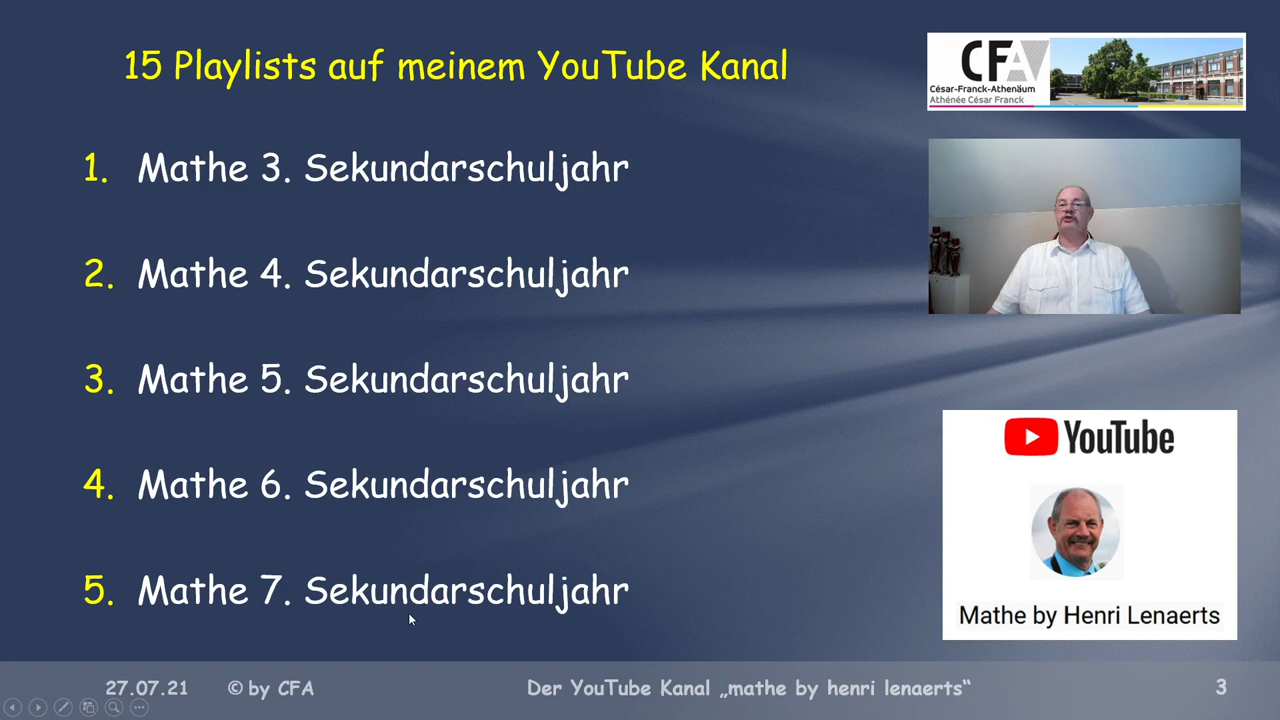 15 Playlists auf meinem YouTube Kanal
1. Mathe 3. Sekundarschuljahr
2. Mathe 4. Sekundarschuljahr
3. Mathe 5. Sekundarschuljahr
4. Mathe 6. Sekundarschuljahr
5. Mathe 7. Sekundarschuljahr
CFA
César-Franck-Athenäum
Athénée César Franck
YouTube
Mathe by Henri Lenaerts
27.07.21 © by CFA Der YouTube Kanal „mathe by henri lenaerts“ 3